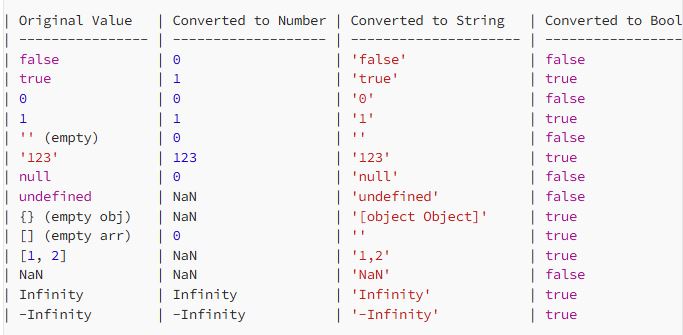 | Original Value | Converted to Number | Converted to String | Converted to Bool
| ---------------- | ------------------- | --------------------- | -----------------
| false | 0 | 'false' | false
| true | 1 | 'true' | true
| 0 | 0 | '0' | false
| 1 | 1 | '1' | true
| '' (empty) | 0 | '' | false
| '123' | 123 | '123' | true
| null | 0 | 'null' | false
| undefined | NaN | 'undefined' | false
| {} (empty obj) | NaN | '[object Object]' | true
| [] (empty arr) | 0 | '' | true
| [1, 2] | NaN | '1,2' | true
| NaN | NaN | 'NaN' | false
| Infinity | Infinity | 'Infinity' | true
| -Infinity | -Infinity | '-Infinity' | true